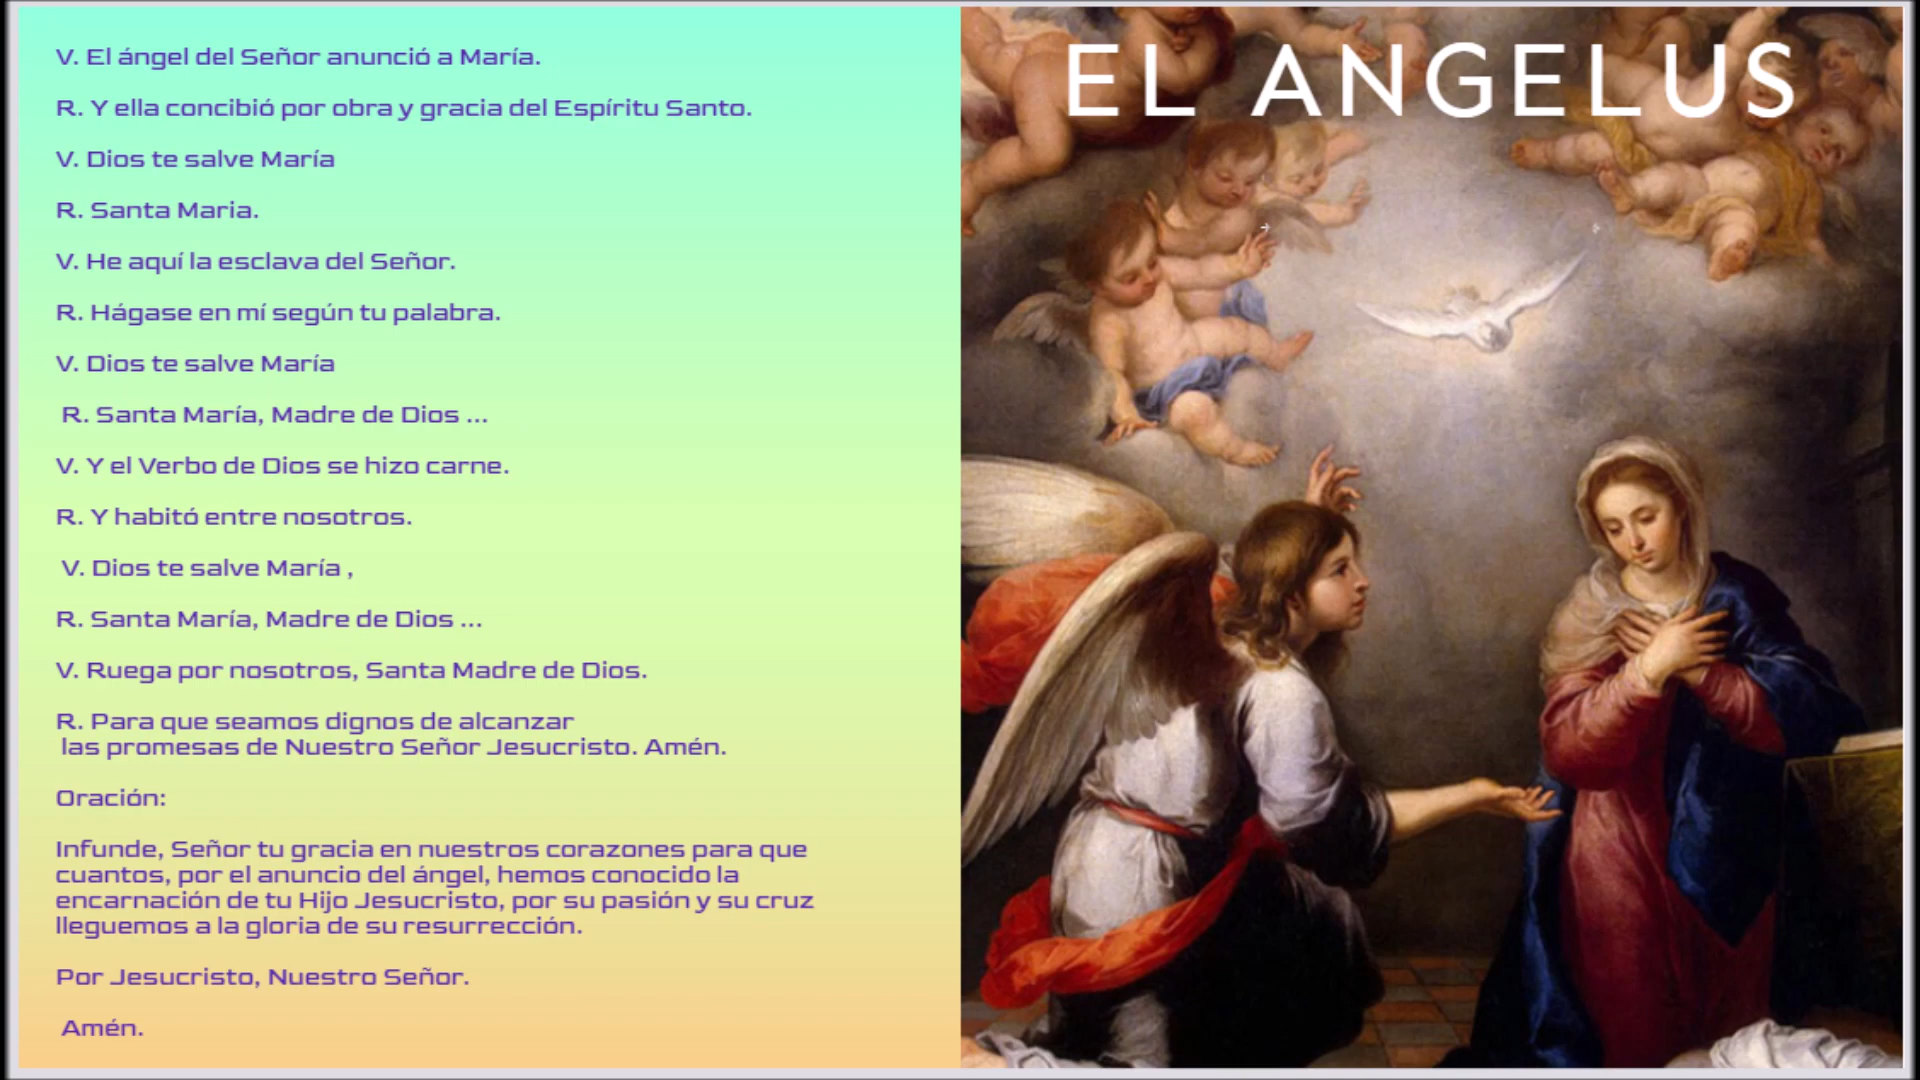 V. El ángel del Señor anunció a María.
R. Y ella concibió por obra y gracia del Espíritu Santo.
V. Dios te salve María
R. Santa Maria.
V. He aquí la esclava del Señor.
R. Hágase en mí según tu palabra.
V. Dios te salve María
R. Santa María, Madre de Dios ...
V. Y el Verbo de Dios se hizo carne.
R. Y habitó entre nosotros.
V. Dios te salve María ,
R. Santa María, Madre de Dios ...
V. Ruega por nosotros, Santa Madre de Dios.
R. Para que seamos dignos de alcanzar
las promesas de Nuestro Señor Jesucristo. Amén.
Oración:
Infunde, Señor tu gracia en nuestros corazones para que
cuantos, por el anuncio del ángel, hemos conocido la
encarnación de tu Hijo Jesucristo, por su pasión y su cruz
lleguemos a la gloria de su resurrección.
Por Jesucristo, Nuestro Señor.
Amén.
EL ANGELUS